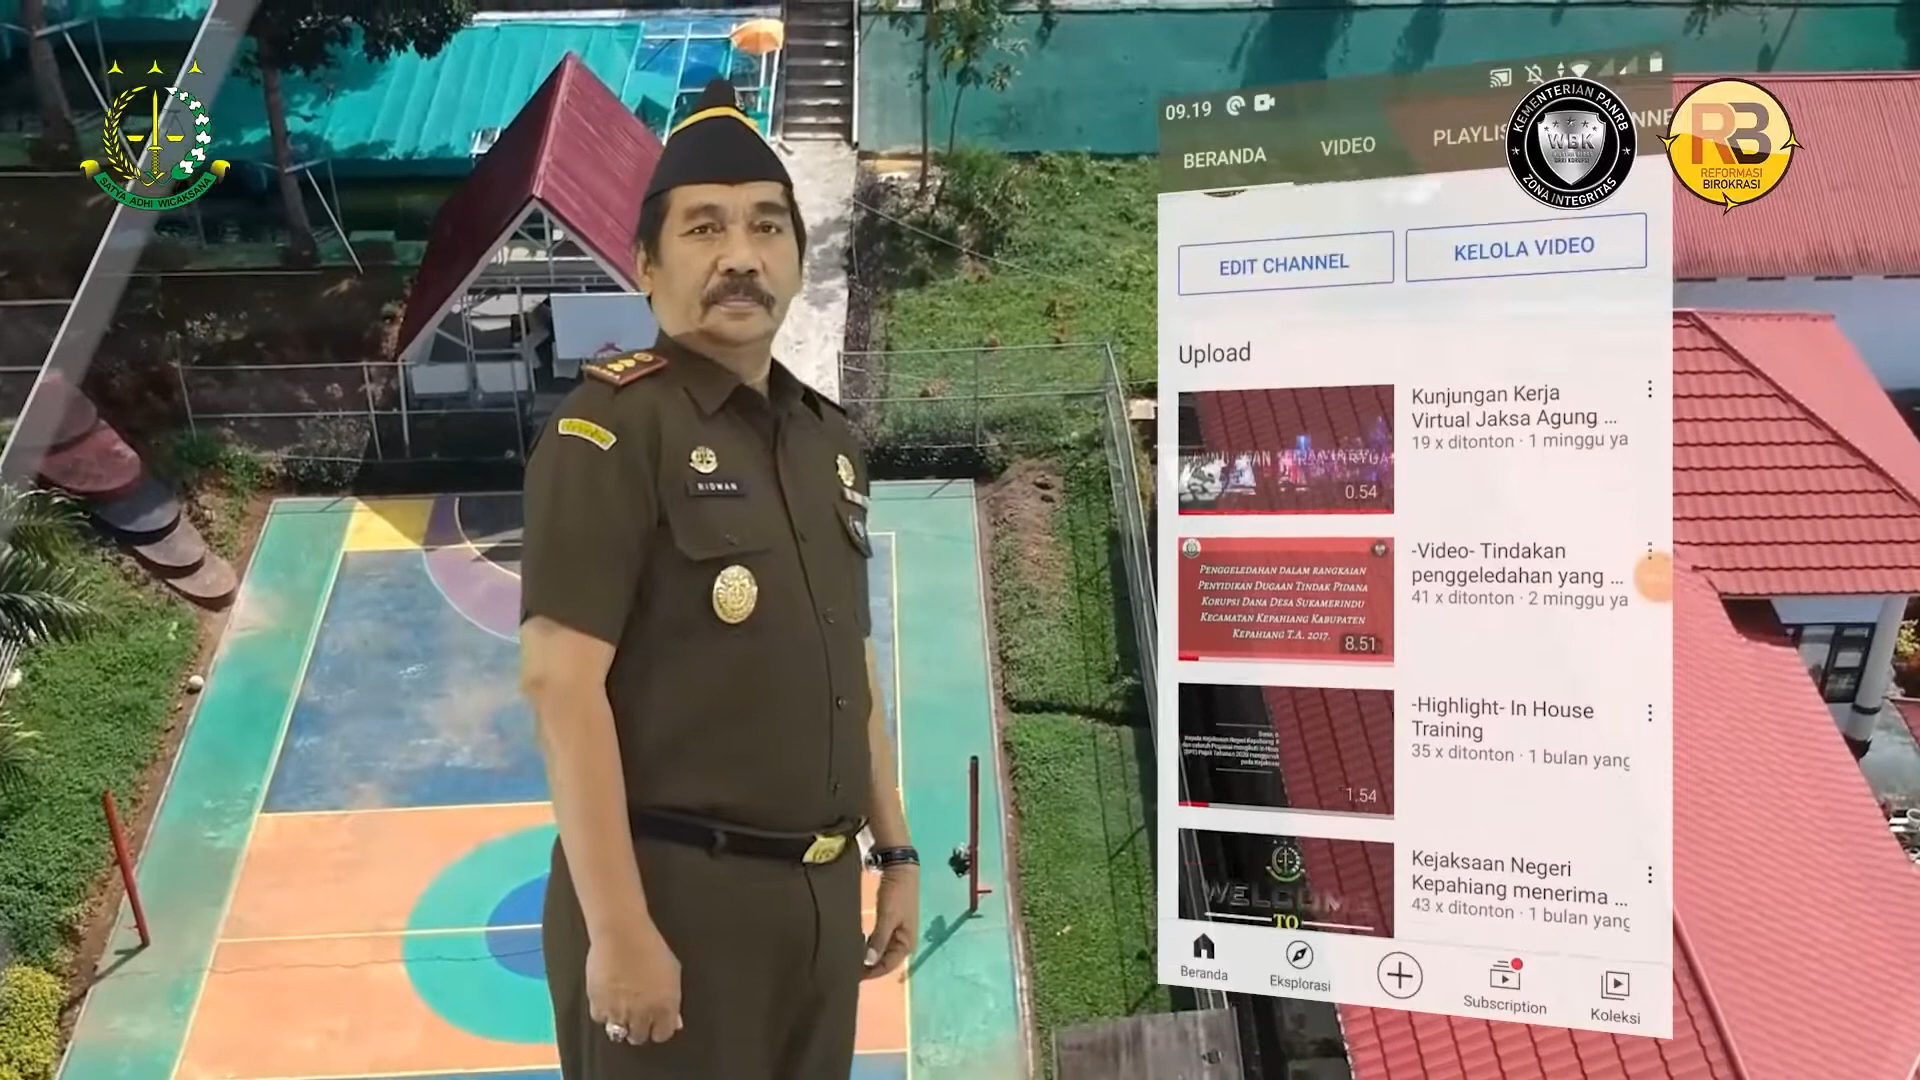 SATYA ADHI WICAKSANA
09.19
BERANDA
VIDEO
KEMENTERIAN PANRB
WBK
ZONA INTEGRITAS
RB
REFORMASI
BIROKRASI
EDIT CHANNEL
KELOLA VIDEO
Upload
Kunjungan Kerja
Virtual Jaksa Agung ...
19 x ditonton · 1 minggu ya
0.54
PENGGELEDAHAN DALAM RANGKAIAN
PENYIDIKAN DUGAAN TINDAK PIDANA
KORUPSI DANA DESA SUKAMERINDU
KECAMATAN KEPAHIANG KABUPATEN
KEPAHIANG T.A. 2017.
8.51
-Video- Tindakan
penggeledahan yang ...
41 x ditonton · 2 minggu ya
-Highlight- In House
Training
35 x ditonton · 1 bulan yang
1.54
WELCOME
TO
Kejaksaan Negeri
Kepahiang menerima ...
43 x ditonton · 1 bulan yang
Beranda
Eksplorasi
Subscription
Koleksi
RIDWAN